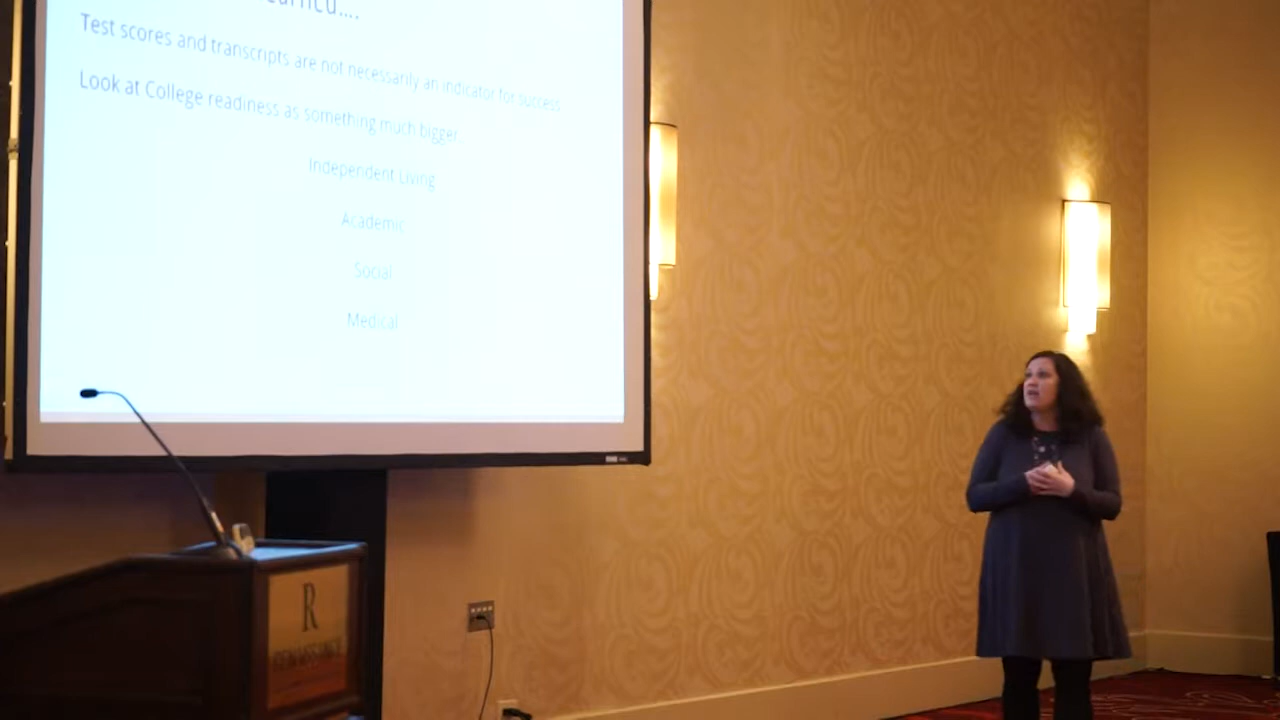 Test scores and transcripts are not necessarily an indicator for success
Look at College readiness as something much bigger
Independent Living
Academic
Social
Medical
R
RENAISSANCE